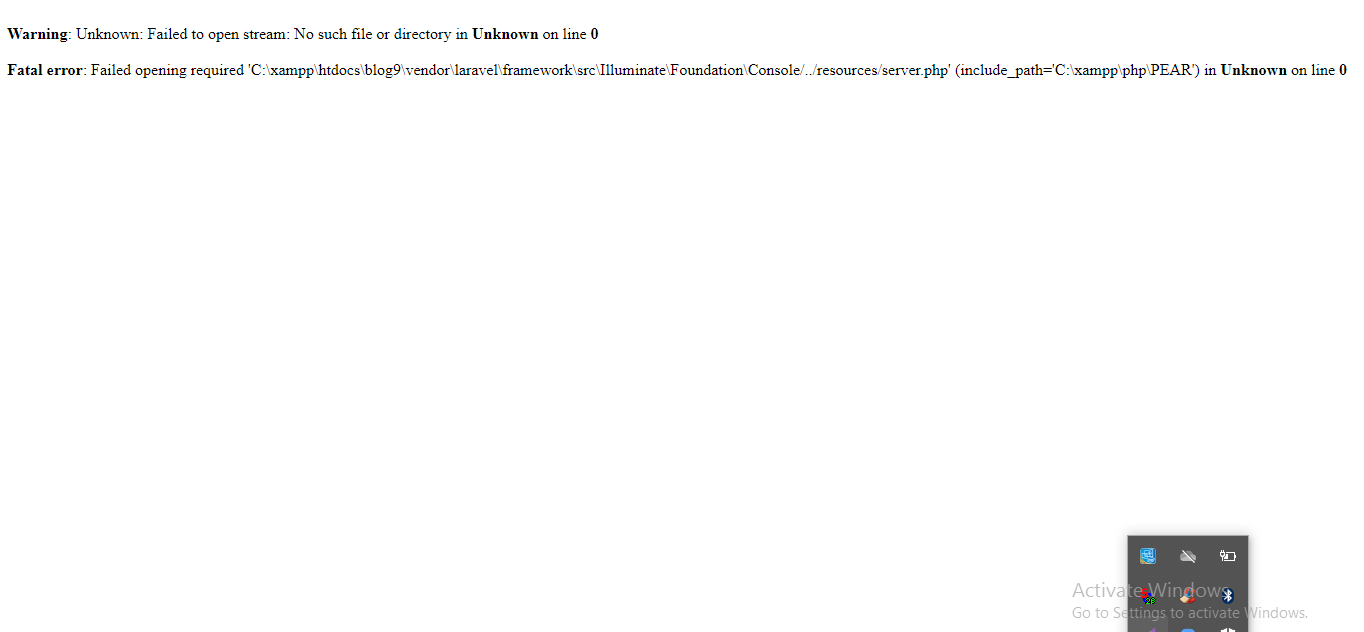 Warning: Unknown: Failed to open stream: No such file or directory in Unknown on line 0
Fatal error: Failed opening required 'C:\xampp\htdocs\blog9\vendor\laravel\framework\src\Illuminate\Foundation\Console/../resources/server.php' (include_path='C:\xampp\php\PEAR') in Unknown on line 0
Activate Windows
Go to Settings to activate Windows.